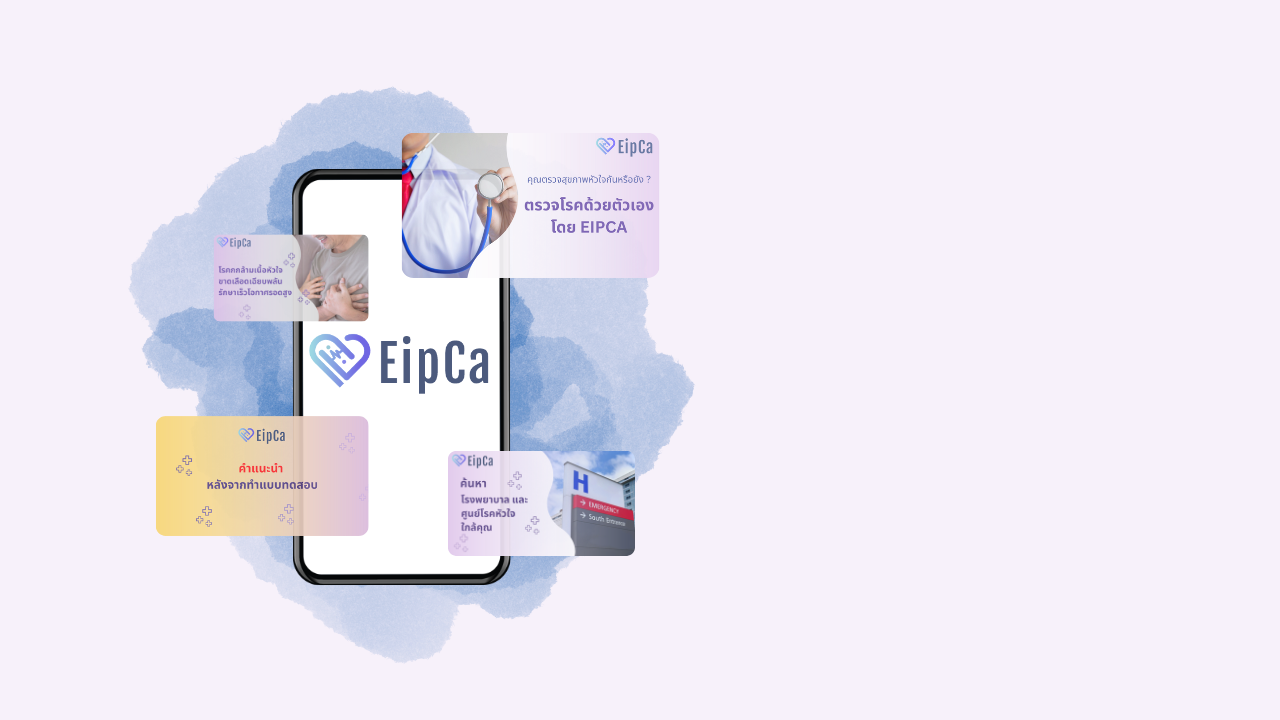 EipCa
คุณตรวจสุขภาพหัวใจกันหรือยัง ?
ตรวจโรคด้วยตัวเอง
โดย EIPCA
EipCa
โรคกล้ามเนื้อหัวใจ
ขาดเลือดเฉียบพลัน
รักษาเร็วโอกาศรอดสูง
EipCa
EipCa
คำแนะนำ
หลังจากทำแบบทดสอบ
EipCa
ค้นหา
โรงพยาบาล และ
ศูนย์โรคหัวใจ
ใกล้คุณ
H
EMERGENCY
South Entrance